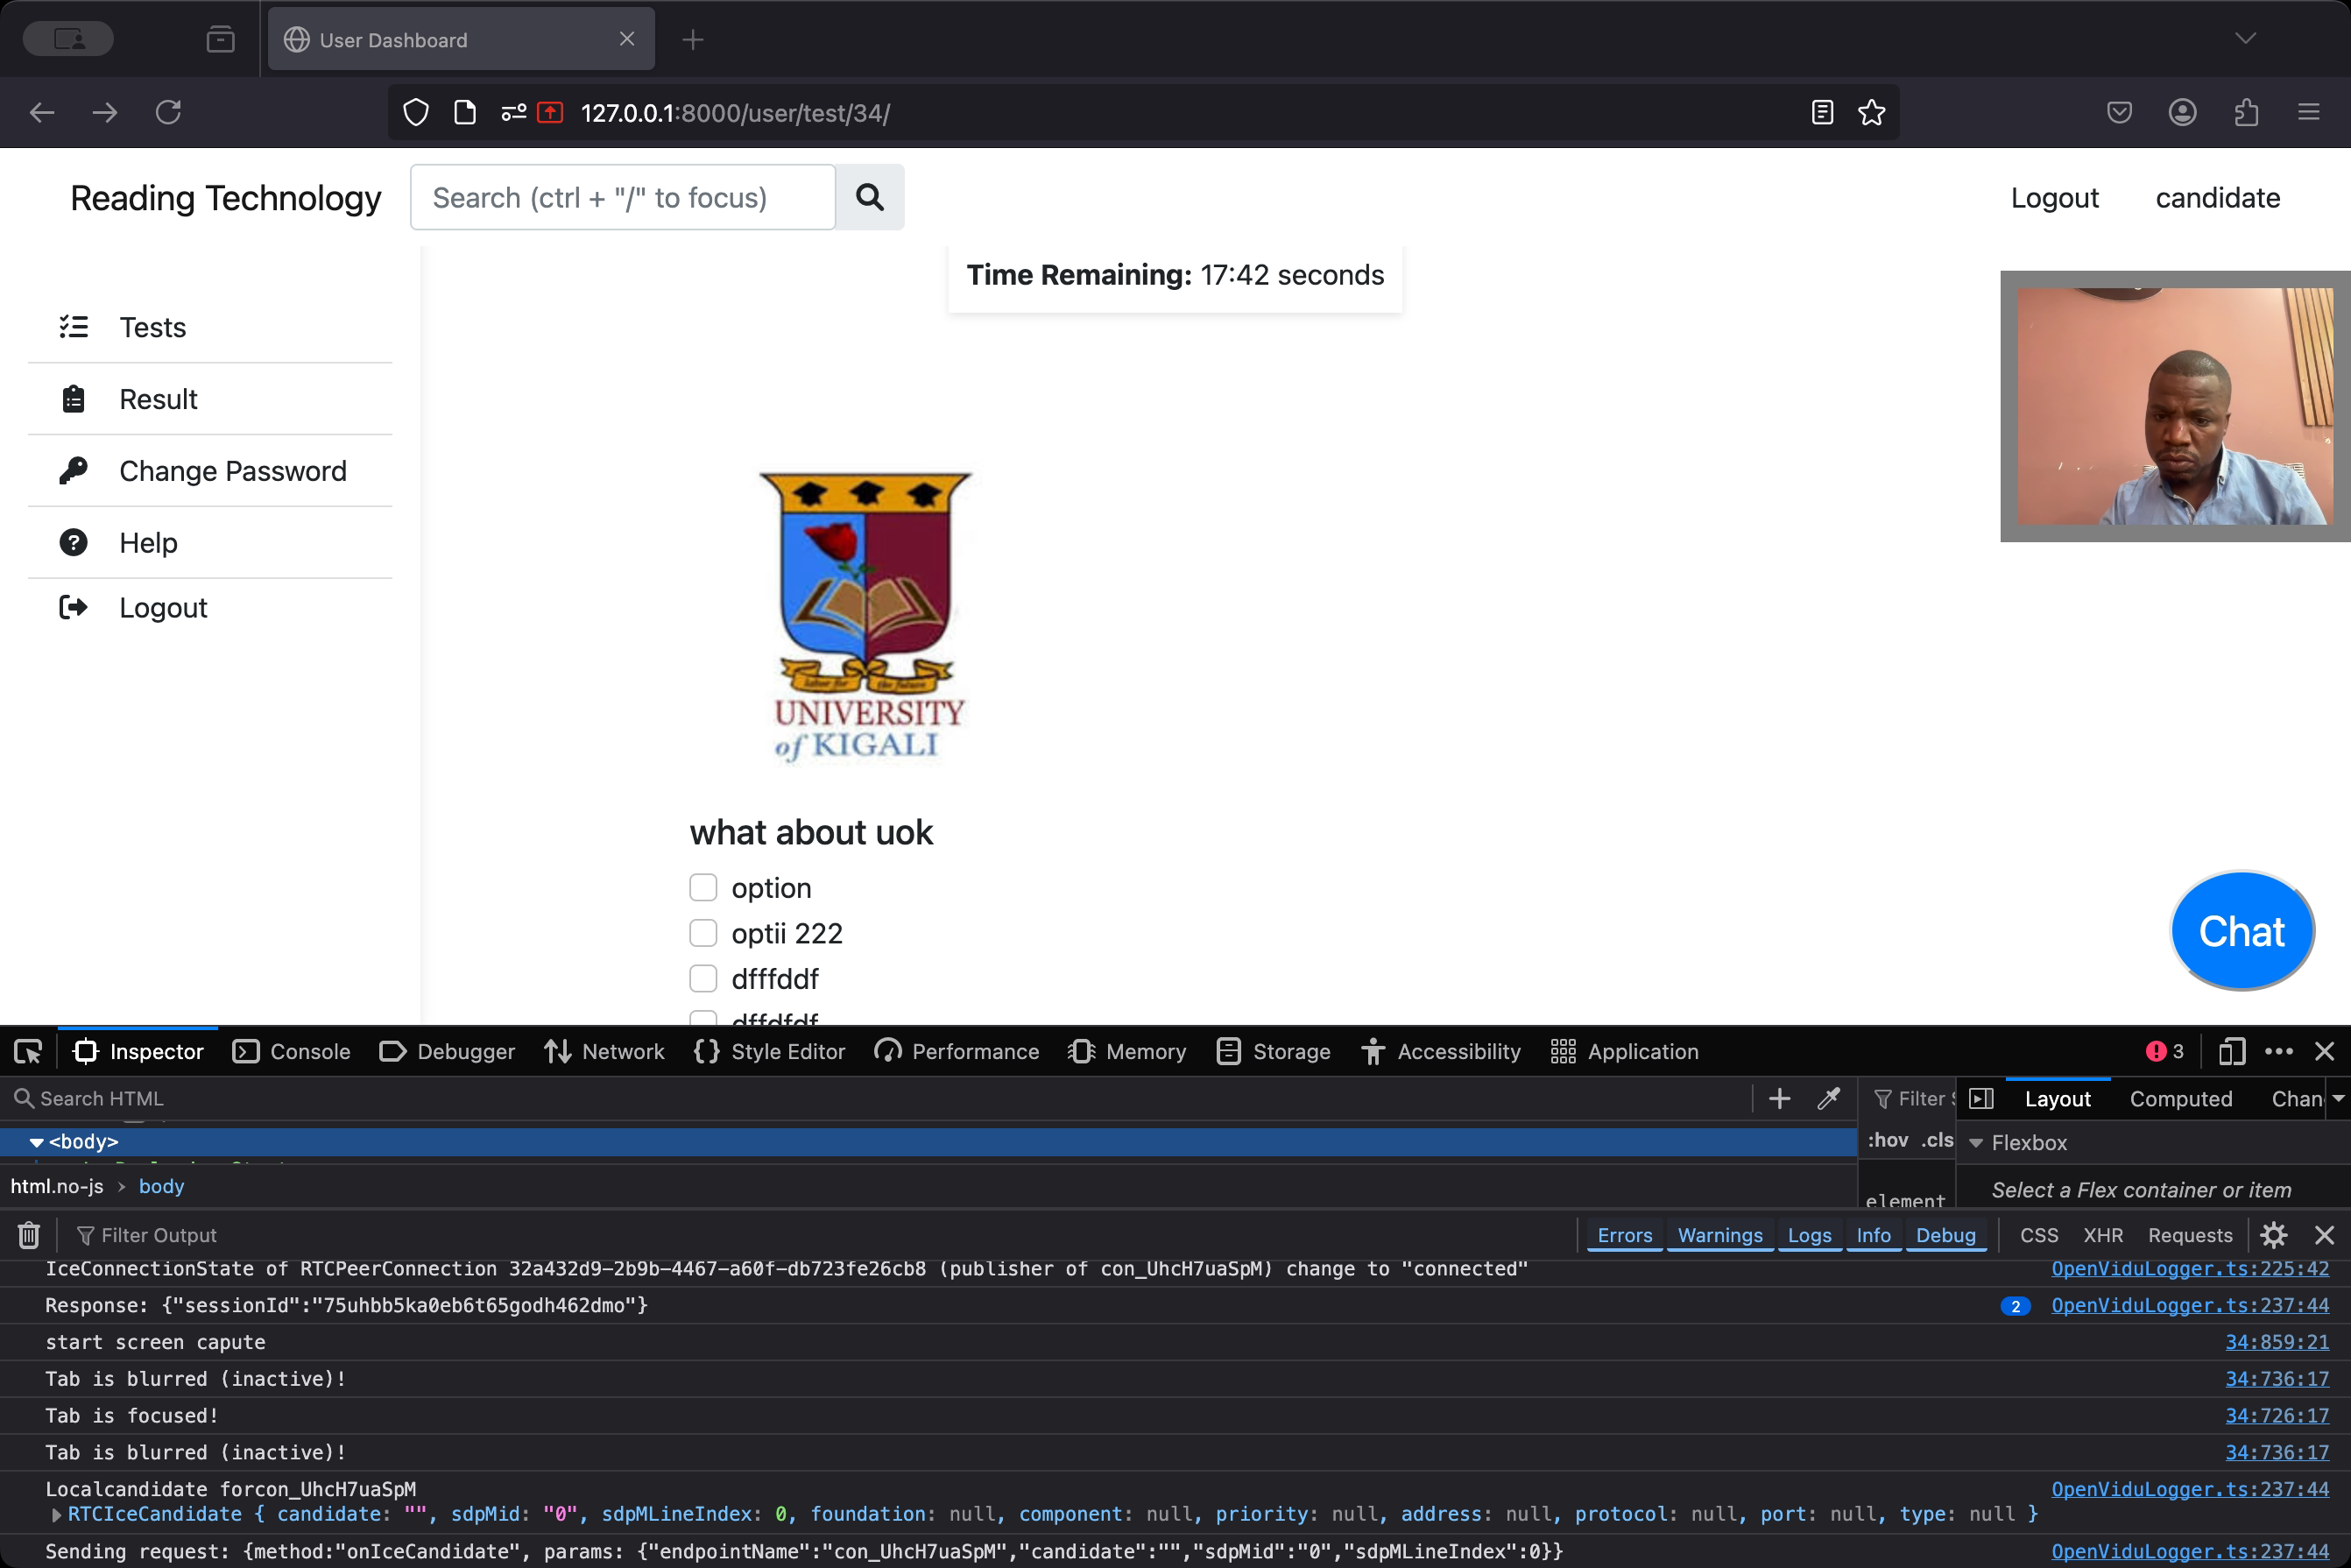 User Dashboard
127.0.0.1:8000/user/test/34/
Reading Technology
Search (ctrl + "/" to focus)
Logout
candidate
Time Remaining: 17:42 seconds
Tests
Result
Change Password
Help
Logout
UNIVERSITY
of KIGALI
what about uok
option
optii 222
dfffddf
dffdfdf
Chat
Inspector
Console
Debugger
Network
Style Editor
Performance
Memory
Storage
Accessibility
Application
3
Search HTML
Filter
Layout
Computed
Chan
<body>
:hov .cls
Flexbox
html.no-js > body
element
Select a Flex container or item
Filter Output
Errors
Warnings
Logs
Info
Debug
CSS
XHR
Requests
IceConnectionState of RTCPeerConnection 32a432d9-2b9b-4467-a60f-db723fe26cb8 (publisher of con_UhcH7uaSpM) change to "connected" OpenViduLogger.ts:225:42
Response: {"sessionId":"75uhbb5ka0eb6t65godh462dmo"} 2 OpenViduLogger.ts:237:44
start screen capute 34:859:21
Tab is blurred (inactive)! 34:736:17
Tab is focused! 34:726:17
Tab is blurred (inactive)! 34:736:17
Localcandidate forcon_UhcH7uaSpM OpenViduLogger.ts:237:44
RTCIceCandidate { candidate: "", sdpMid: "0", sdpMLineIndex: 0, foundation: null, component: null, priority: null, address: null, protocol: null, port: null, type: null }
Sending request: {method:"onIceCandidate", params: {"endpointName":"con_UhcH7uaSpM","candidate":"","sdpMid":"0","sdpMLineIndex":0}} OpenViduLogger.ts:237:44